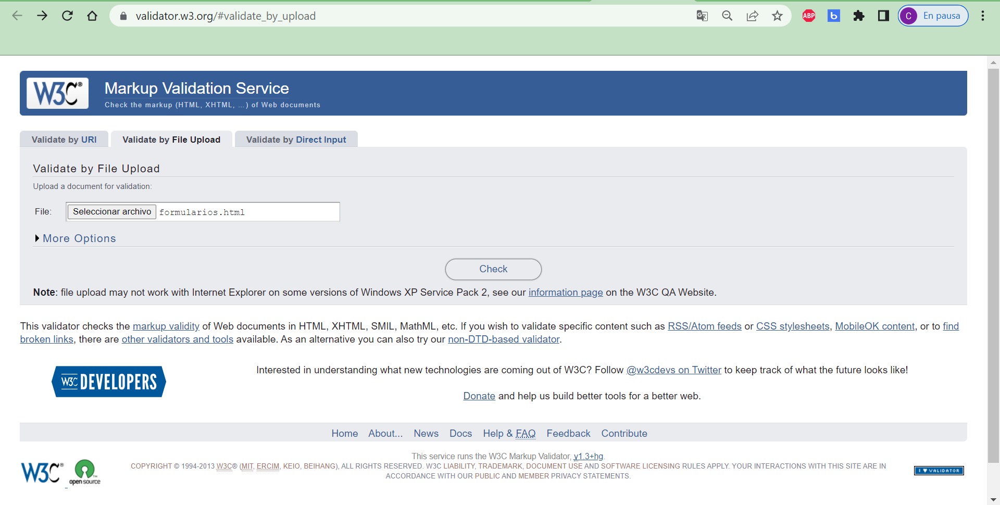 validator.w3.org/#validate_by_upload
ABP
b
C
En pausa
W3C®
Markup Validation Service
Check the markup (HTML, XHTML, …) of Web documents
Validate by URI
Validate by File Upload
Validate by Direct Input
Validate by File Upload
Upload a document for validation:
File:
Seleccionar archivo
formularios.html
More Options
Check
Note: file upload may not work with Internet Explorer on some versions of Windows XP Service Pack 2, see our information page on the W3C QA Website.
This validator checks the markup validity of Web documents in HTML, XHTML, SMIL, MathML, etc. If you wish to validate specific content such as RSS/Atom feeds or CSS stylesheets, MobileOK content, or to find
broken links, there are other validators and tools available. As an alternative you can also try our non-DTD-based validator.
W3C DEVELOPERS
Interested in understanding what new technologies are coming out of W3C? Follow @w3cdevs on Twitter to keep track of what the future looks like!
Donate and help us build better tools for a better web.
Home About... News Docs Help & FAQ Feedback Contribute
This service runs the W3C Markup Validator, v1.3+hg.
W3C®
open source
TM
COPYRIGHT © 1994-2013 W3C® (MIT, ERCIM, KEIO, BEIHANG), ALL RIGHTS RESERVED. W3C LIABILITY, TRADEMARK, DOCUMENT USE AND SOFTWARE LICENSING RULES APPLY. YOUR INTERACTIONS WITH THIS SITE ARE IN
ACCORDANCE WITH OUR PUBLIC AND MEMBER PRIVACY STATEMENTS.
I ♥ VALIDATOR